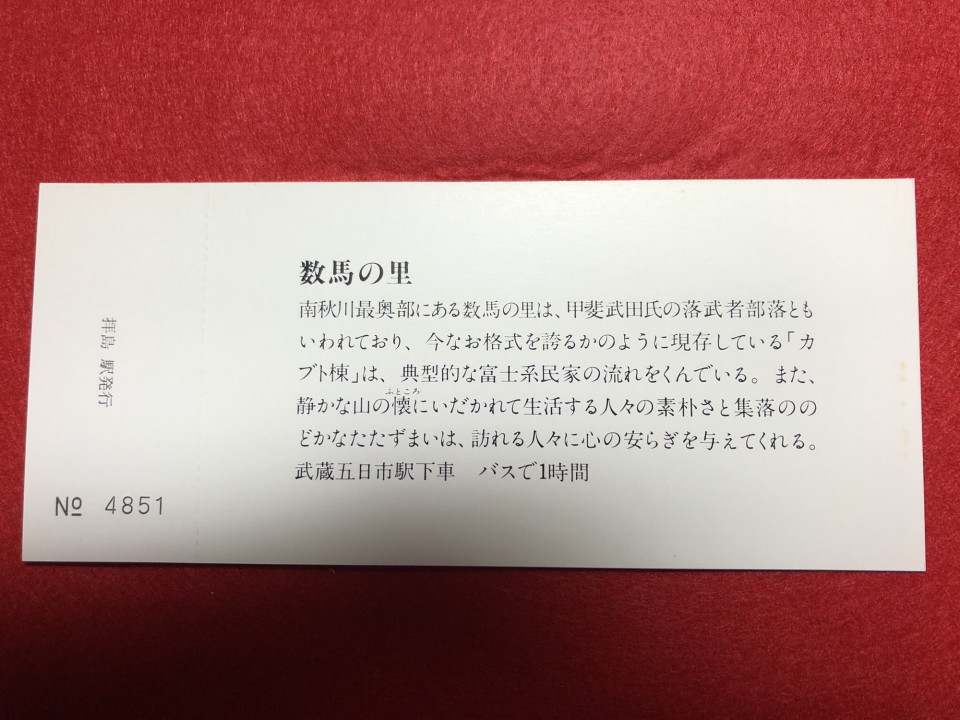 数馬の里
南秋川最奥部にある数馬の里は、甲斐武田氏の落武者部落とも
いわれており、今なお格式を誇るかのように現存している「カ
ブト棟」は、典型的な富士系民家の流れをくんでいる。また、
ふところ
静かな山の懐にいだかれて生活する人々の素朴さと集落のの
どかなたたずまいは、訪れる人々に心の安らぎを与えてくれる。
武蔵五日市駅下車　バスで1時間
拝島 駅発行
№ 4851